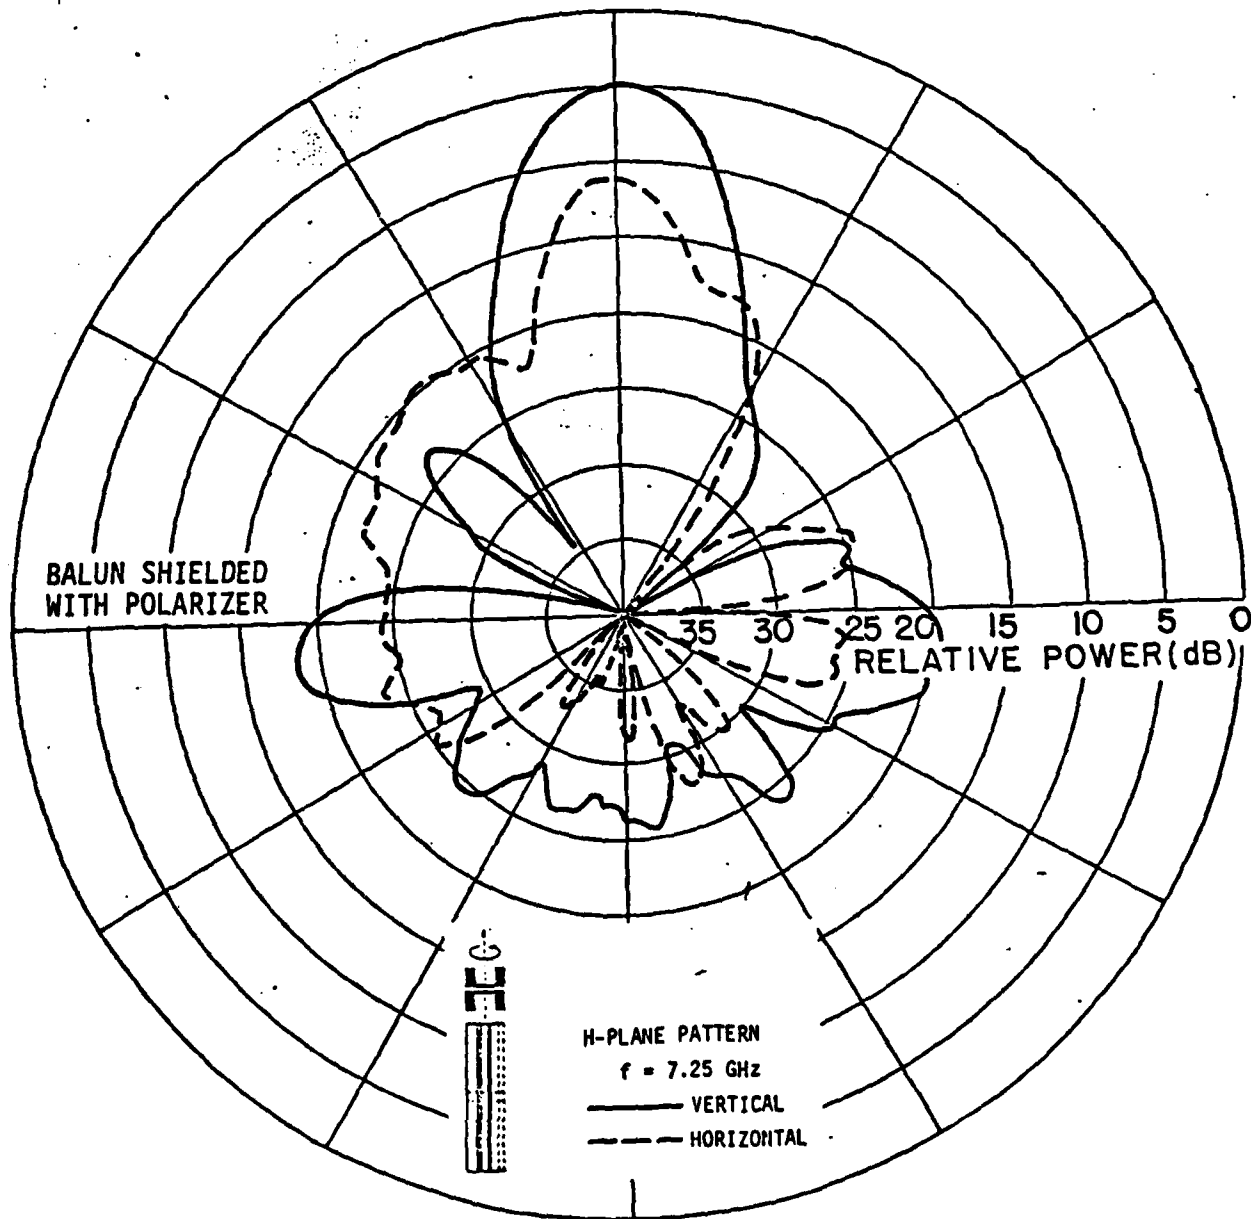 BALUN SHIELDED
WITH POLARIZER
35 30 25 20 15 10 5 0
RELATIVE POWER(dB)
H-PLANE PATTERN
f = 7.25 GHz
VERTICAL
HORIZONTAL